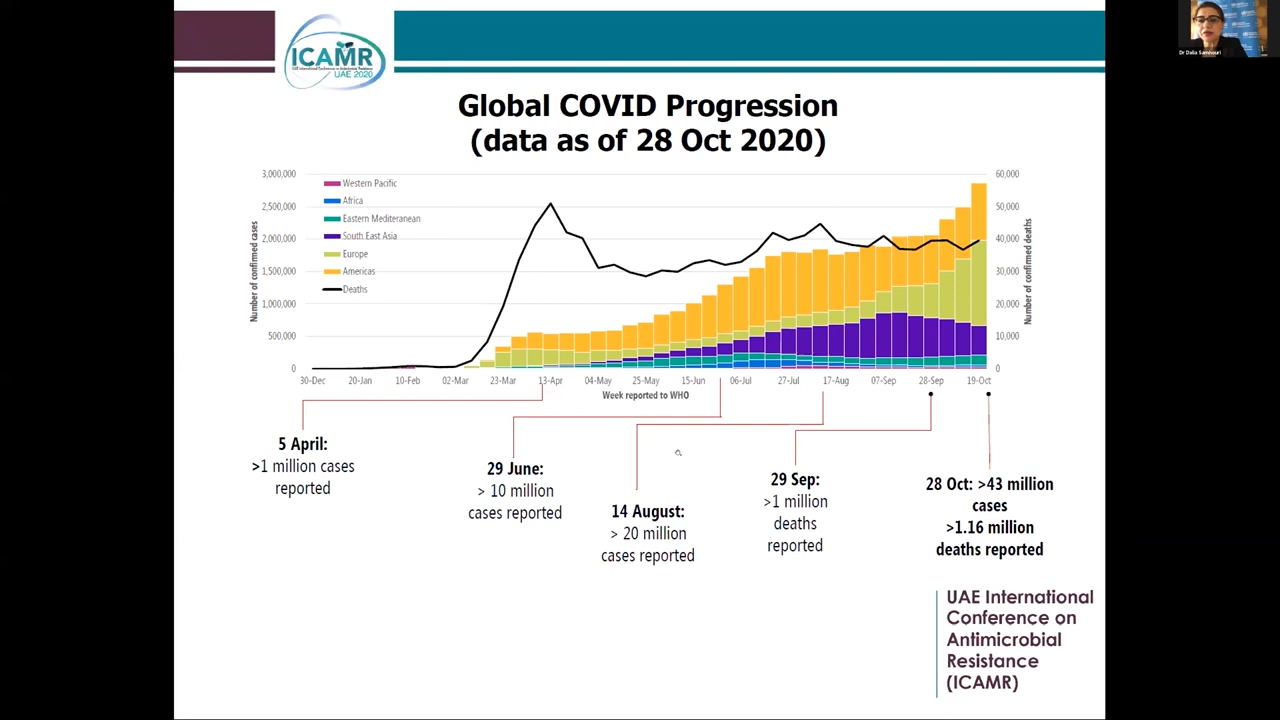 Dr Dalia Samhouri
ICAMR
UAE International Conference on Antimicrobial Resistance
UAE 2020
Global COVID Progression
(data as of 28 Oct 2020)
3,000,000
2,500,000
2,000,000
1,500,000
1,000,000
500,000
0
Number of confirmed cases
Western Pacific
Africa
Eastern Mediteranean
South East Asia
Europe
Americas
Deaths
60,000
50,000
40,000
30,000
20,000
10,000
0
Number of confirmed deaths
30-Dec 20-Jan 10-Feb 02-Mar 23-Mar 13-Apr 04-May 25-May 15-Jun 06-Jul 27-Jul 17-Aug 07-Sep 28-Sep 19-Oct
Week reported to WHO
5 April:
>1 million cases
reported
29 June:
> 10 million
cases reported
14 August:
> 20 million
cases reported
29 Sep:
>1 million
deaths
reported
28 Oct: >43 million
cases
>1.16 million
deaths reported
UAE International
Conference on
Antimicrobial
Resistance
(ICAMR)